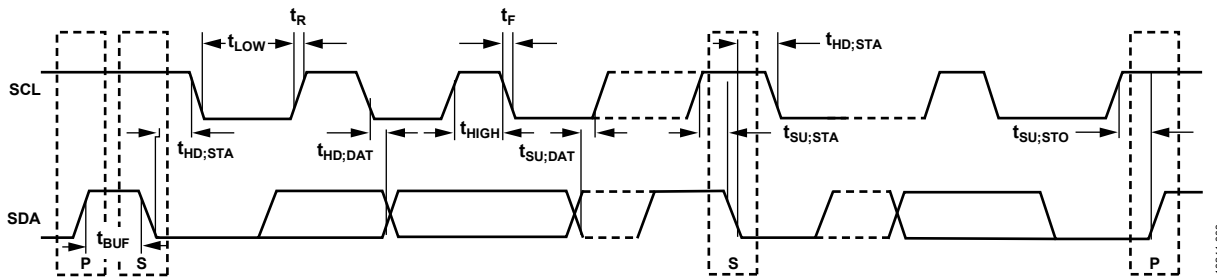 tR
tF
tLOW
tHD;STA
SCL
tHD;STA
tHD;DAT
tHIGH
tSU;DAT
tSU;STA
tSU;STO
SDA
tBUF
P
S
S
P